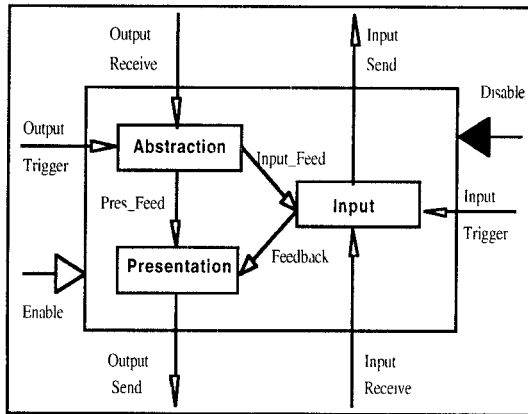 Output
Receive
Input
Send
Disable
Output
Trigger
Abstraction
Input_Feed
Pres_Feed
Input
Input
Trigger
Feedback
Presentation
Enable
Output
Send
Input
Receive